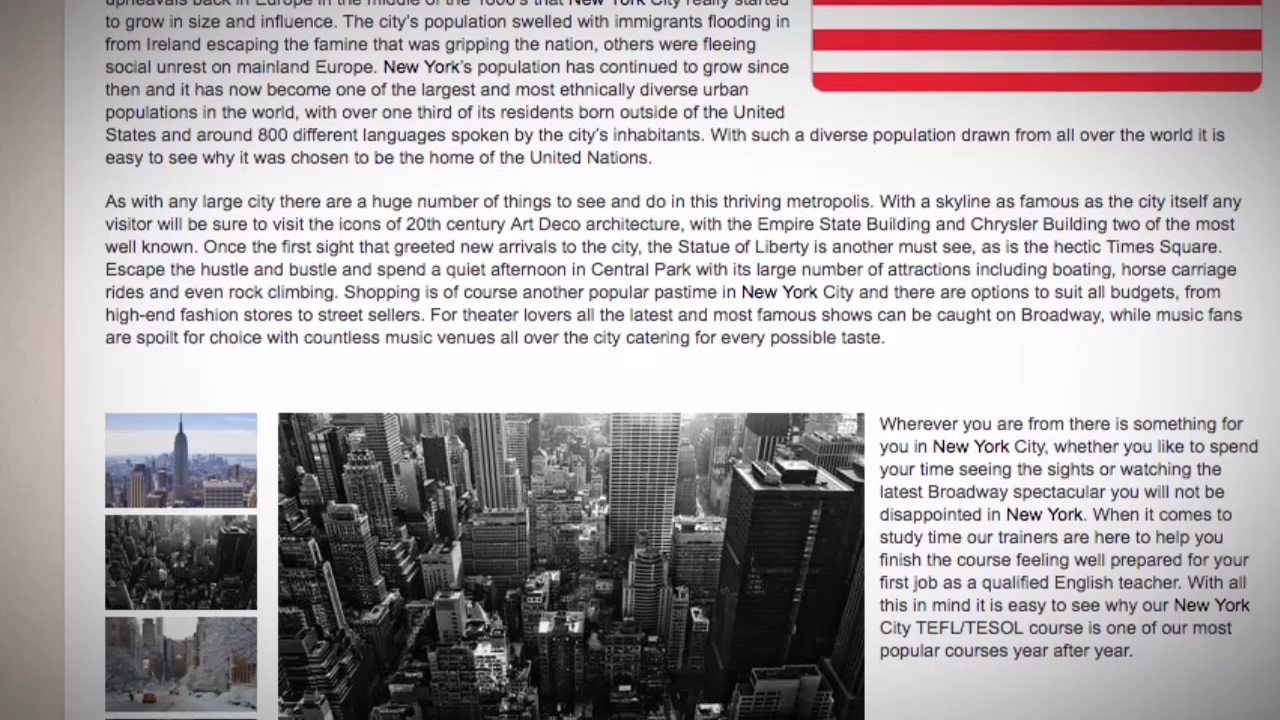 upheavals back in Europe in the middle of the 1800's that New York City really started
to grow in size and influence. The city's population swelled with immigrants flooding in
from Ireland escaping the famine that was gripping the nation, others were fleeing
social unrest on mainland Europe. New York's population has continued to grow since
then and it has now become one of the largest and most ethnically diverse urban
populations in the world, with over one third of its residents born outside of the United
States and around 800 different languages spoken by the city's inhabitants. With such a diverse population drawn from all over the world it is
easy to see why it was chosen to be the home of the United Nations.
As with any large city there are a huge number of things to see and do in this thriving metropolis. With a skyline as famous as the city itself any
visitor will be sure to visit the icons of 20th century Art Deco architecture, with the Empire State Building and Chrysler Building two of the most
well known. Once the first sight that greeted new arrivals to the city, the Statue of Liberty is another must see, as is the hectic Times Square.
Escape the hustle and bustle and spend a quiet afternoon in Central Park with its large number of attractions including boating, horse carriage
rides and even rock climbing. Shopping is of course another popular pastime in New York City and there are options to suit all budgets, from
high-end fashion stores to street sellers. For theater lovers all the latest and most famous shows can be caught on Broadway, while music fans
are spoilt for choice with countless music venues all over the city catering for every possible taste.
Wherever you are from there is something for
you in New York City, whether you like to spend
your time seeing the sights or watching the
latest Broadway spectacular you will not be
disappointed in New York. When it comes to
study time our trainers are here to help you
finish the course feeling well prepared for your
first job as a qualified English teacher. With all
this in mind it is easy to see why our New York
City TEFL/TESOL course is one of our most
popular courses year after year.